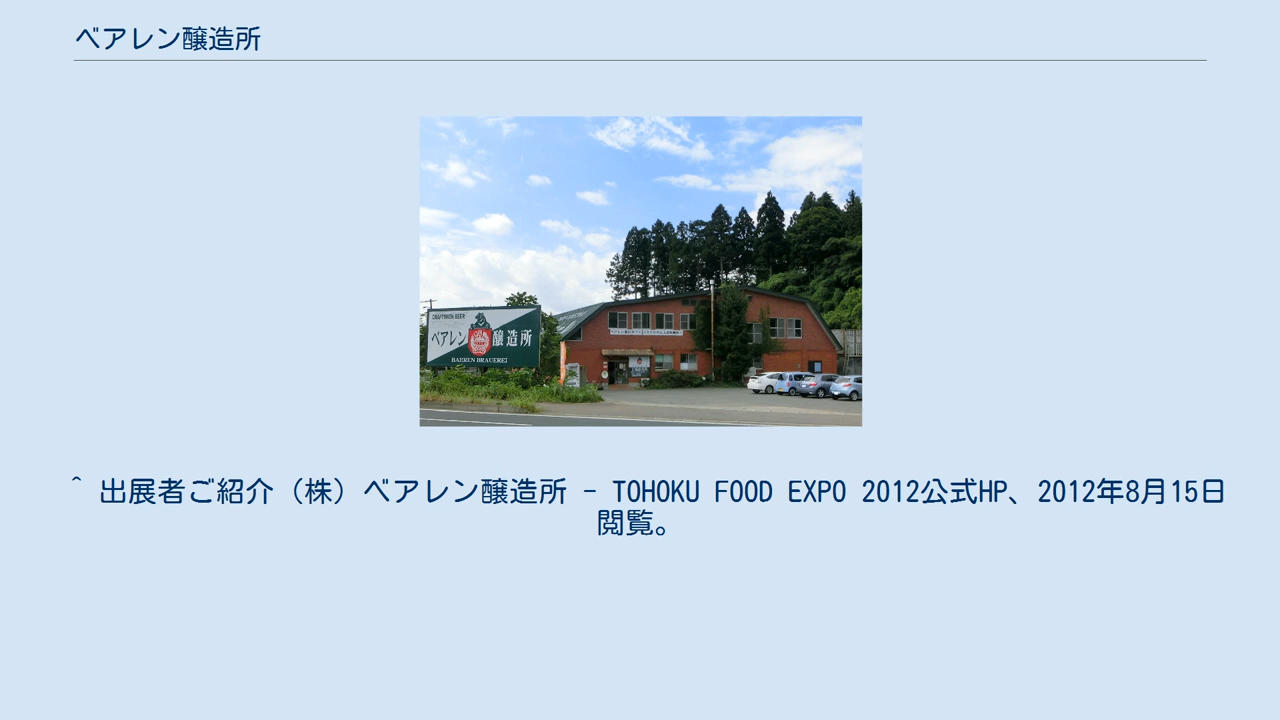 ベアレン醸造所
ベアレン 醸造所
BAEREN BRAUEREI
^ 出展者ご紹介（株）ベアレン醸造所 - TOHOKU FOOD EXPO 2012公式HP、2012年8月15日
閲覧。